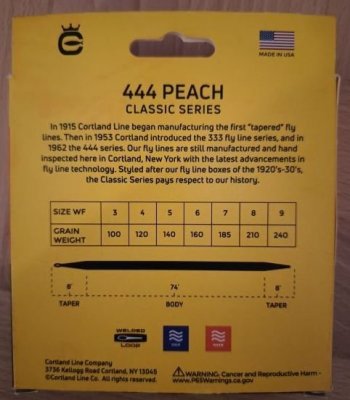 MADE IN USA
444 PEACH
CLASSIC SERIES
In 1915 Cortland Line began manufacturing the first "tapered" fly
lines. Then in 1953 Cortland introduced the 333 fly line series, and in
1962 the 444 series. Our fly lines are still manufactured and hand
inspected here in Cortland, New York with the latest advancements in
fly line technology. Styled after our fly line boxes of the 1920's-30's,
the Classic Series pays respect to our history.
SIZE WF 3 4 5 6 7 8 9
GRAIN WEIGHT 100 120 140 160 185 210 240
74'
TAPER BODY TAPER
WELDED
LOOP
Cortland Line Company
3736 Kellogg Road Cortland, NY 13045
©Cortland Line Co. All rights reserved.
WARNING: Cancer and Reproductive Harm -
www.P65Warnings.ca.gov